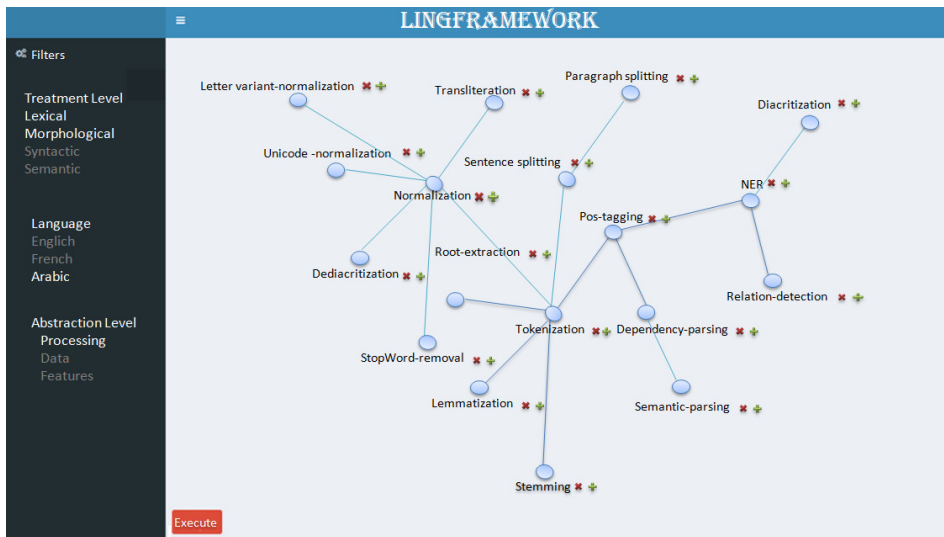 ≡ LINGFRAMEWORK
Filters
Treatment Level
Lexical
Morphological
Syntactic
Semantic
Language
Englich
French
Arabic
Abstraction Level
Processing
Data
Features
Letter variant-normalization
Transliteration
Paragraph splitting
Diacritization
Unicode -normalization
Sentence splitting
NER
Normalization
Pos-tagging
Root-extraction
Dediacritization
Relation-detection
Tokenization
Dependency-parsing
StopWord-removal
Lemmatization
Semantic-parsing
Stemming
Execute